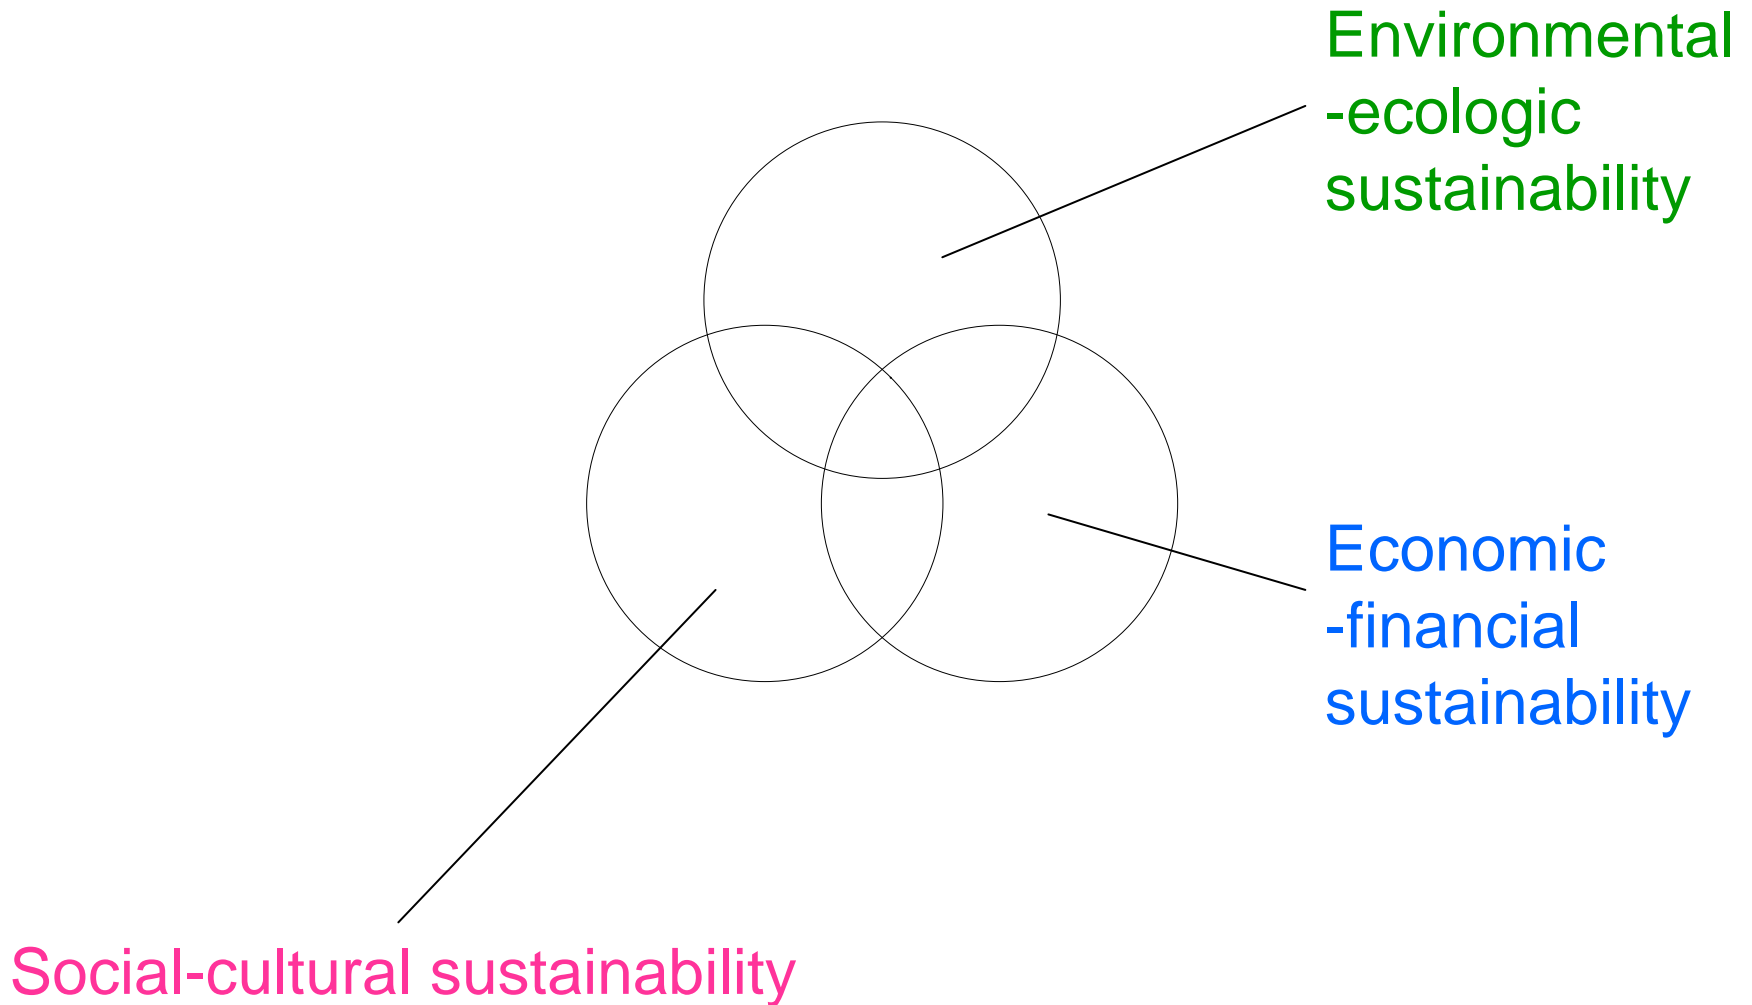 Environmental
-ecologic
sustainability
Economic
-financial
sustainability
Social-cultural sustainability